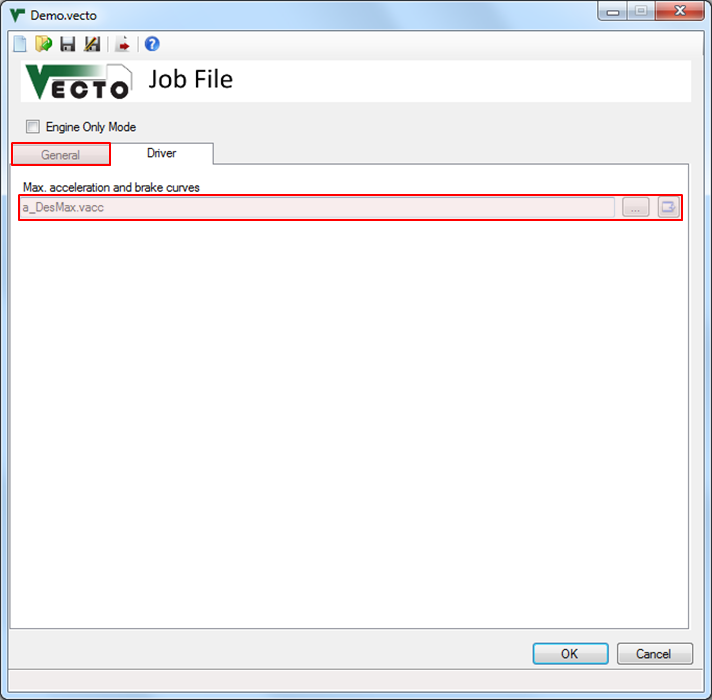 Demo.vecto
VECTO Job File
Engine Only Mode
General Driver
Max. acceleration and brake curves
a_DesMax.vacc ...
OK Cancel